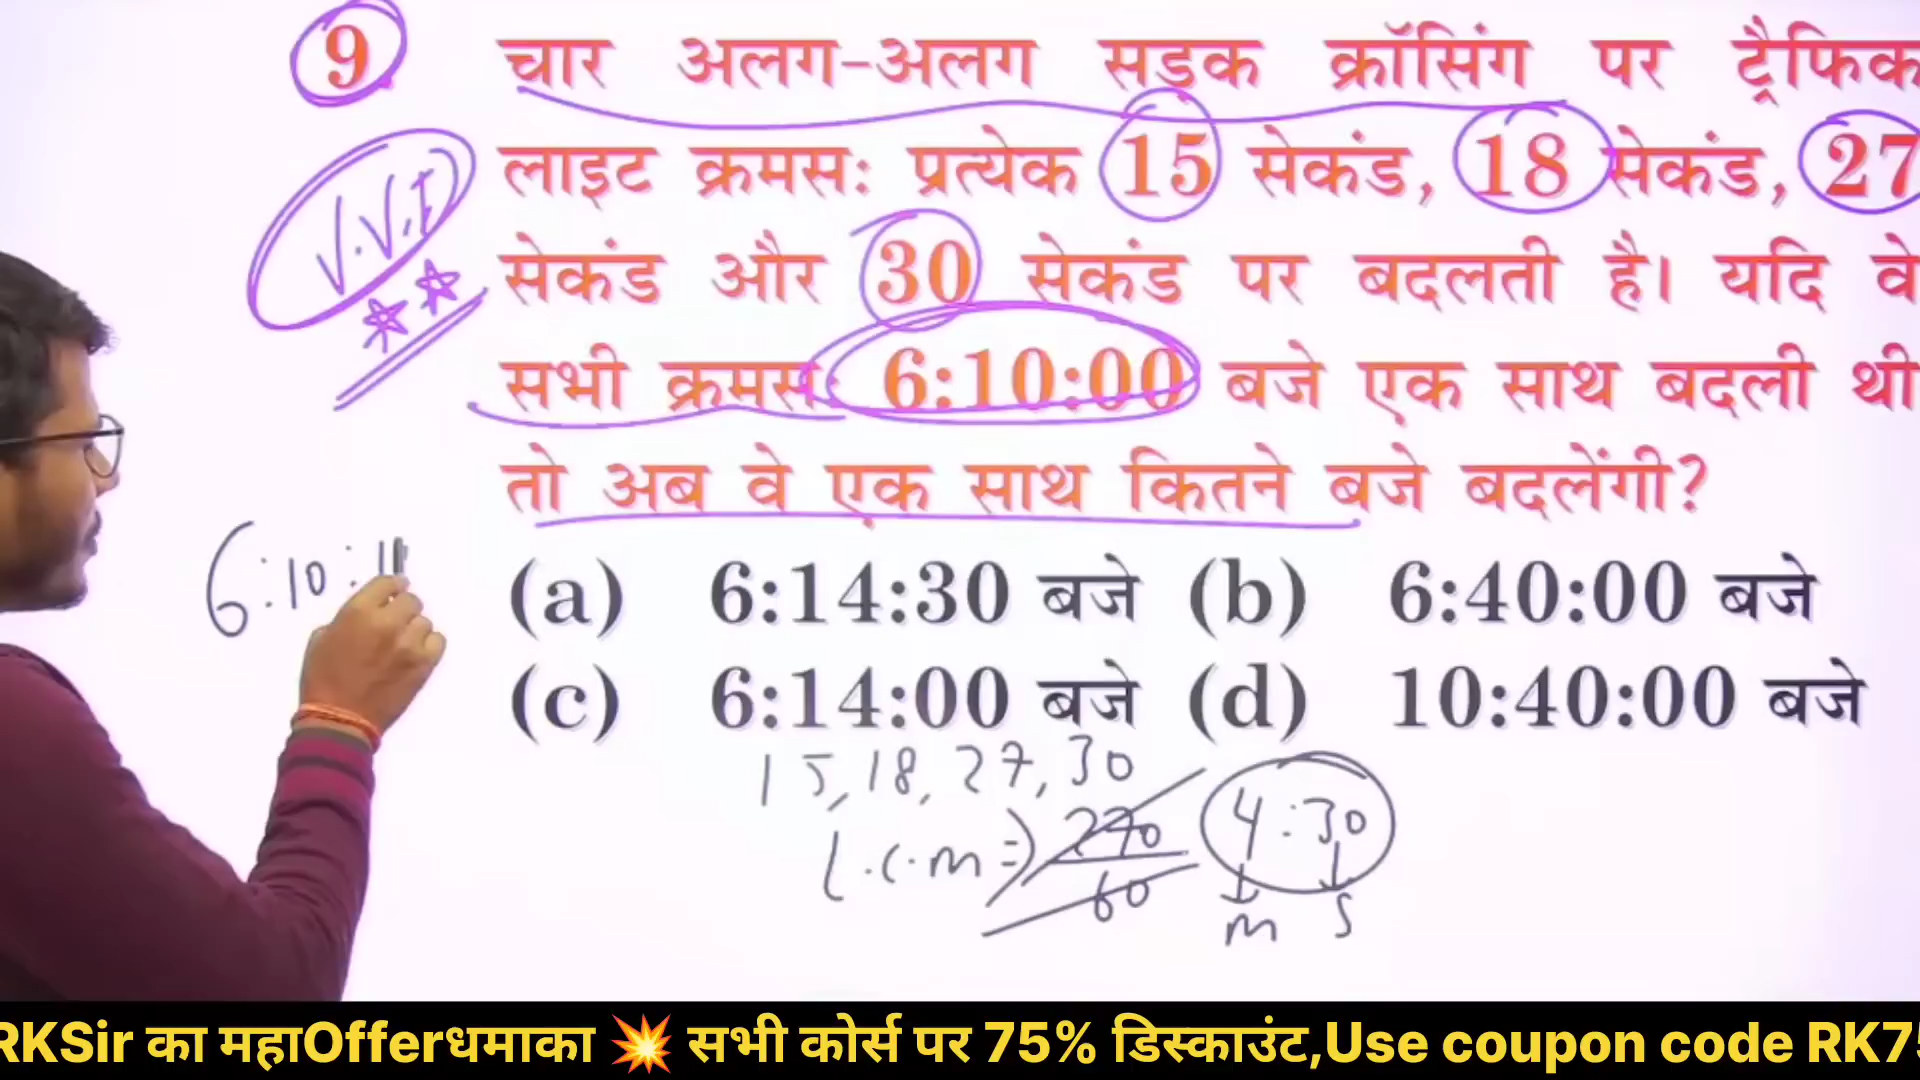 9. चार अलग-अलग सड़क क्रॉसिंग पर ट्रैफिक
लाइट क्रमसः प्रत्येक 15 सेकंड, 18 सेकंड, 27
सेकंड और 30 सेकंड पर बदलती है। यदि वे
सभी क्रमसः 6:10:00 बजे एक साथ बदली थी
तो अब वे एक साथ कितने बजे बदलेंगी?
V.V.I
6:10:
(a) 6:14:30 बजे (b) 6:40:00 बजे
(c) 6:14:00 बजे (d) 10:40:00 बजे
15, 18, 27, 30
L.C.M => 270
60
4:30
m s
RKSir का महाOfferधमाका 💥 सभी कोर्स पर 75% डिस्काउंट,Use coupon code RK75